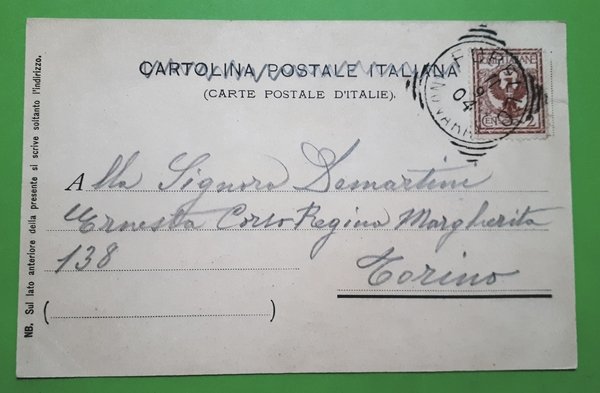 CARTOLINA POSTALE ITALIANA
(CARTE POSTALE D'ITALIE).
04
Alla Signora Demartini
Ernesta Corso Regina Margherita
138
Torino
NB. Sul lato anteriore della presente si scrive soltanto l'indirizzo.